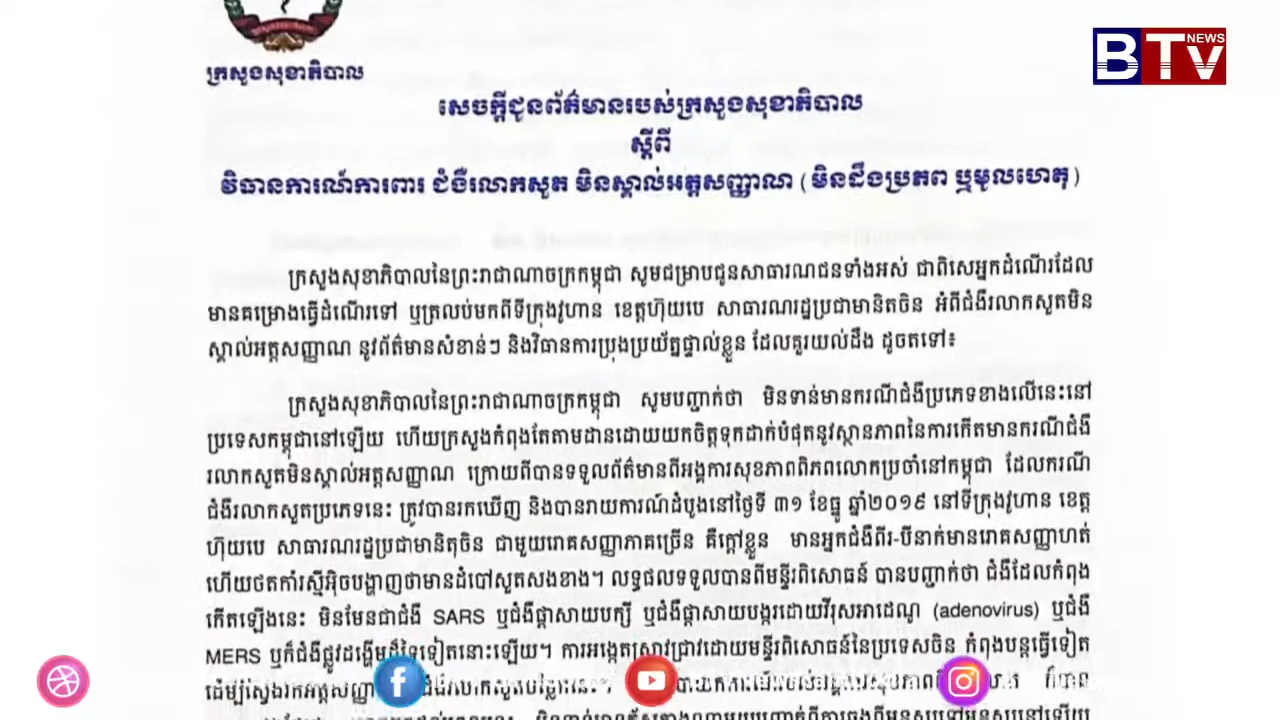 BTV NEWS
ក្រសួងសុខាភិបាល
សេចក្តីជូនព័ត៌មានរបស់ក្រសួងសុខាភិបាល
ស្តីពី
វិធានការណ៍ការពារ ជំងឺរលាកសួត មិនស្គាល់អត្តសញ្ញាណ ( មិនដឹងប្រភព ឬមូលហេតុ )
ក្រសួងសុខាភិបាលនៃព្រះរាជាណាចក្រកម្ពុជា សូមជម្រាបជូនសាធារណជនទាំងអស់ ជាពិសេអ្នកដំណើរដែល
មានគម្រោងធ្វើដំណើរទៅ ឬត្រលប់មកពីទីក្រុងវូហាន ខេត្តហ៊ុយបេ សាធារណរដ្ឋប្រជាមានិតចិន អំពីជំងឺរលាកសួតមិន
ស្គាល់អត្តសញ្ញាណ នូវព័ត៌មានសំខាន់ៗ និងវិធានការប្រុងប្រយ័ត្នផ្ទាល់ខ្លួន ដែលគួរយល់ដឹង ដូចតទៅ៖
ក្រសួងសុខាភិបាលនៃព្រះរាជាណាចក្រកម្ពុជា សូមបញ្ជាក់ថា មិនទាន់មានករណីជំងឺប្រភេទខាងលើនេះនៅ
ប្រទេសកម្ពុជានៅឡើយ ហើយក្រសួងកំពុងតែតាមដានដោយយកចិត្តទុកដាក់បំផុតនូវស្ថានភាពនៃការកើតមានករណីជំងឺ
រលាកសួតមិនស្គាល់អត្តសញ្ញាណ ក្រោយពីបានទទួលព័ត៌មានពីអង្គការសុខភាពពិភពលោកប្រចាំនៅកម្ពុជា ដែលករណី
ជំងឺរលាកសួតប្រភេទនេះ ត្រូវបានរកឃើញ និងបានរាយការណ៍ដំបូងនៅថ្ងៃទី ៣១ ខែធ្នូ ឆ្នាំ២០១៩ នៅទីក្រុងវូហាន ខេត្ត
ហ៊ុយបេ សាធារណរដ្ឋប្រជាមានិតចិន ជាមួយរោគសញ្ញាភាគច្រើន គឺក្តៅខ្លួន មានអ្នកជំងឺពីរ-បីនាក់មានរោគសញ្ញាហត់
ហើយថតកាំរស្មីអ៊ិចបង្ហាញថាមានដំបៅសួតសងខាង។ លទ្ធផលទទួលបានពីមន្ទីរពិសោធន៍ បានបញ្ជាក់ថា ជំងឺដែលកំពុង
កើតឡើងនេះ មិនមែនជាជំងឺ SARS ឬជំងឺផ្តាសាយបក្សី ឬជំងឺផ្តាសាយបង្ករដោយវីរុសអាដេណូ (adenovirus) ឬជំងឺ
MERS ឬក៏ជំងឺផ្លូវដង្ហើមដ៏ទៃទៀតនោះឡើយ។ ការអង្កេតស្រាវជ្រាវដោយមន្ទីរពិសោធន៍នៃប្រទេសចិន កំពុងបន្តធ្វើទៀត
ដើម្បីស្វែងរកអត្តសញ្ញា